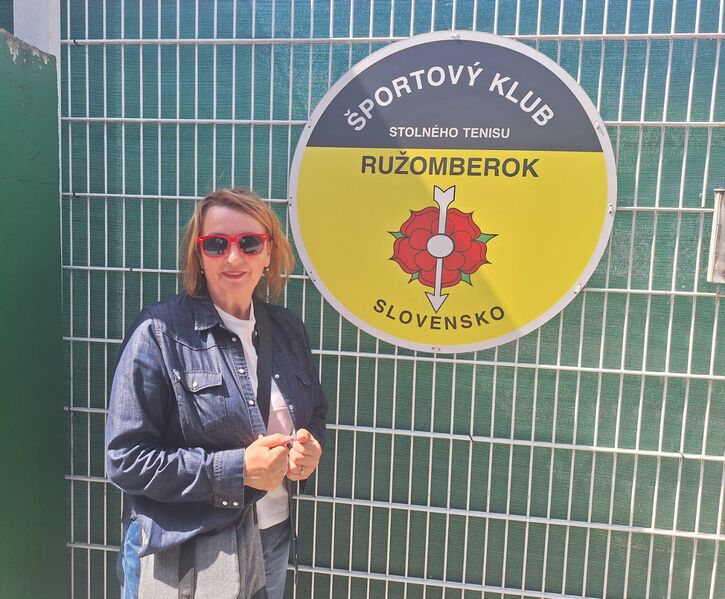 ŠPORTOVÝ KLUB
STOLNÉHO TENISU
RUŽOMBEROK
SLOVENSKO